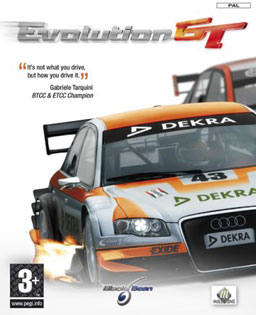 PAL
Evolution GT
“It's not what you drive,
but how you drive it.”
Gabriele Tarquini
BTCC & ETCC Champion
DEKRA
43
DEKRA
EXIDE
DEKRA
3+
www.pegi.info
Black Bean